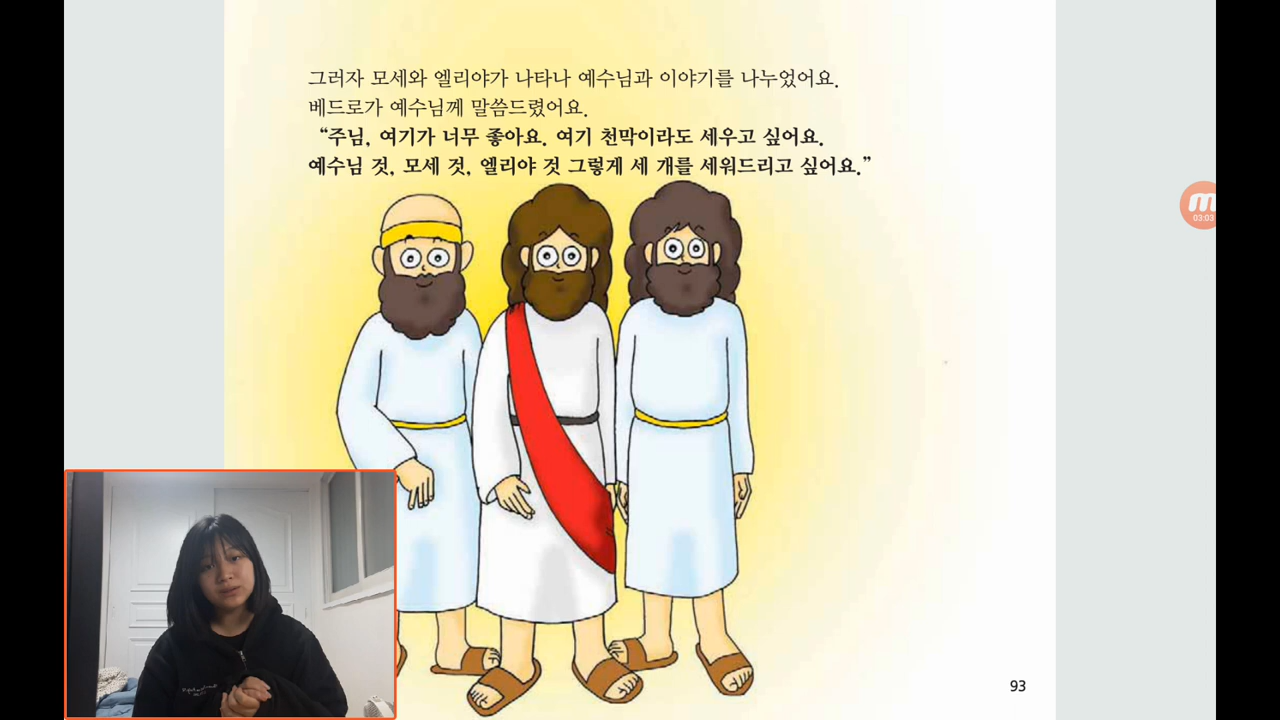 그러자 모세와 엘리야가 나타나 예수님과 이야기를 나누었어요.
베드로가 예수님께 말씀드렸어요.
“주님, 여기가 너무 좋아요. 여기 천막이라도 세우고 싶어요.
예수님 것, 모세 것, 엘리야 것 그렇게 세 개를 세워드리고 싶어요.”
03:03
93